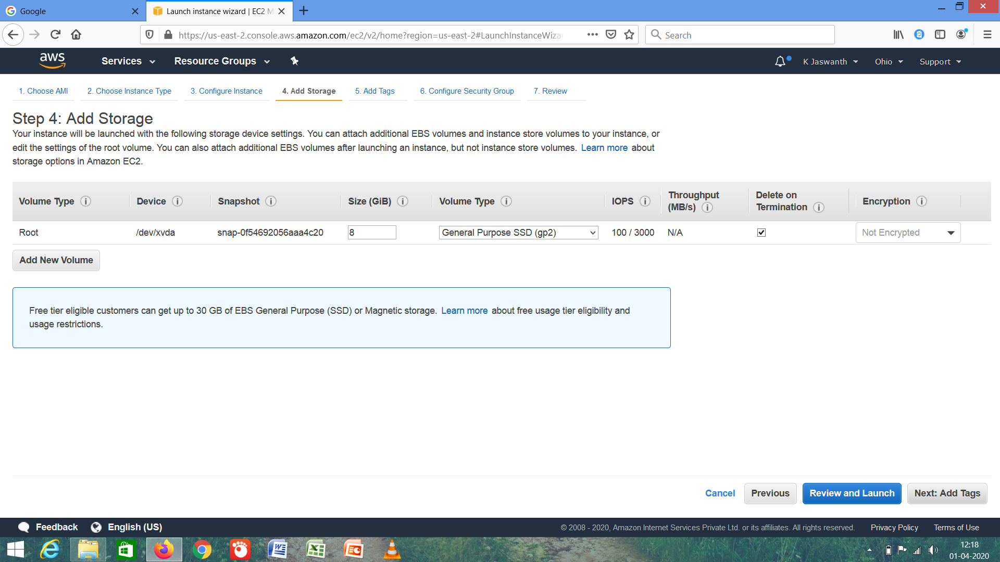 Google
Launch instance wizard | EC2 M
https://us-east-2.console.aws.amazon.com/ec2/v2/home?region=us-east-2#LaunchInstanceWiza
Search
aws
Services
Resource Groups
K Jaswanth
Ohio
Support
1. Choose AMI
2. Choose Instance Type
3. Configure Instance
4. Add Storage
5. Add Tags
6. Configure Security Group
7. Review
Step 4: Add Storage
Your instance will be launched with the following storage device settings. You can attach additional EBS volumes and instance store volumes to your instance, or
edit the settings of the root volume. You can also attach additional EBS volumes after launching an instance, but not instance store volumes. Learn more about
storage options in Amazon EC2.
Volume Type
Device
Snapshot
Size (GiB)
Volume Type
IOPS
Throughput
(MB/s)
Delete on
Termination
Encryption
Root
/dev/xvda
snap-0f54692056aaa4c20
8
General Purpose SSD (gp2)
100 / 3000
N/A
Not Encrypted
Add New Volume
Free tier eligible customers can get up to 30 GB of EBS General Purpose (SSD) or Magnetic storage. Learn more about free usage tier eligibility and
usage restrictions.
Cancel
Previous
Review and Launch
Next: Add Tags
Feedback
English (US)
© 2008 - 2020, Amazon Internet Services Private Ltd. or its affiliates. All rights reserved.
Privacy Policy
Terms of Use
12:18
01-04-2020